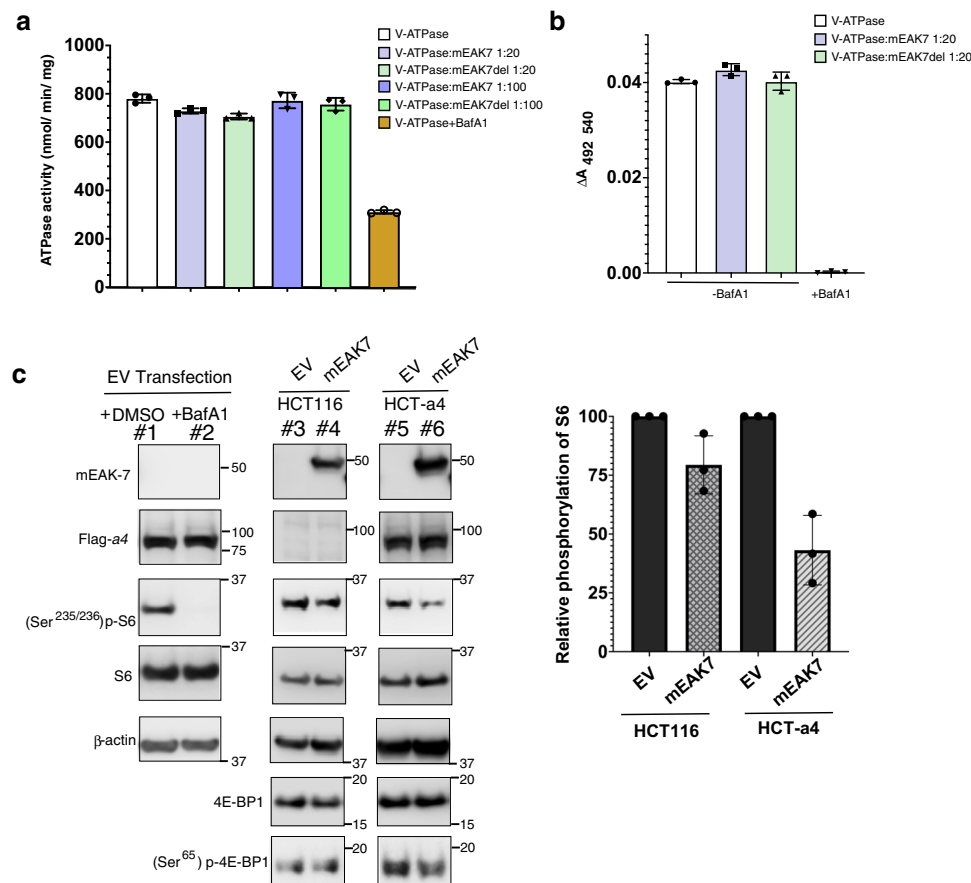 a
ATPase activity (nmol/ min/ mg)
1000
800
600
400
200
0
V-ATPase
V-ATPase:mEAK7 1:20
V-ATPase:mEAK7del 1:20
V-ATPase:mEAK7 1:100
V-ATPase:mEAK7del 1:100
V-ATPase+BafA1
b
ΔA 492 540
0.04
0.02
0.00
-BafA1
+BafA1
V-ATPase
V-ATPase:mEAK7 1:20
V-ATPase:mEAK7del 1:20
c
EV Transfection
+DMSO +BafA1
#1 #2
EV mEAK7
HCT116
#3 #4
EV mEAK7
HCT-a4
#5 #6
mEAK-7
50
50
50
Flag-a4
100
75
100
100
(Ser235/236)p-S6
37
37
37
S6
37
37
37
β-actin
37
37
37
4E-BP1
20
15
20
15
(Ser65) p-4E-BP1
20
20
Relative phosphorylation of S6
100
75
50
25
0
EV
mEAK7
EV
mEAK7
HCT116
HCT-a4